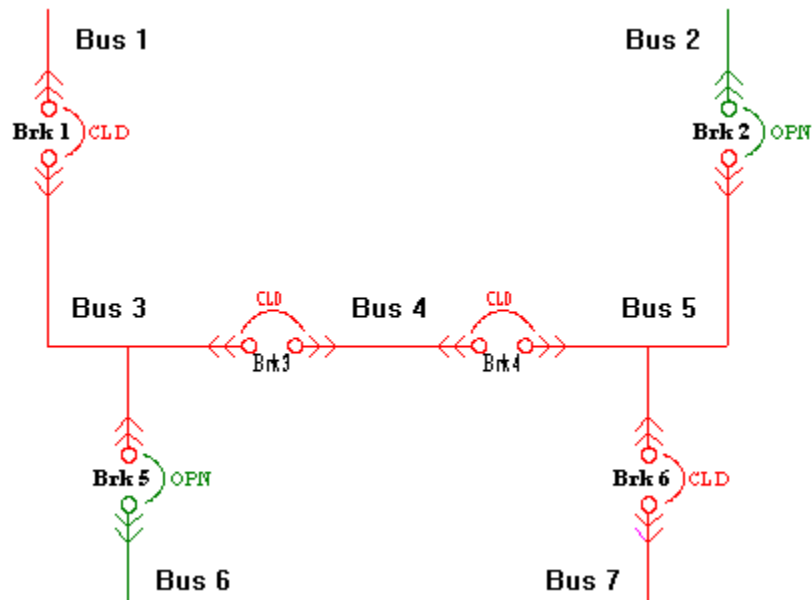 Bus 1
Bus 2
Brk 1 CLD
Brk 2 OPN
Bus 3
CLD
Bus 4
CLD
Bus 5
Brk3
Brk4
Brk 5 OPN
Brk 6 CLD
Bus 6
Bus 7